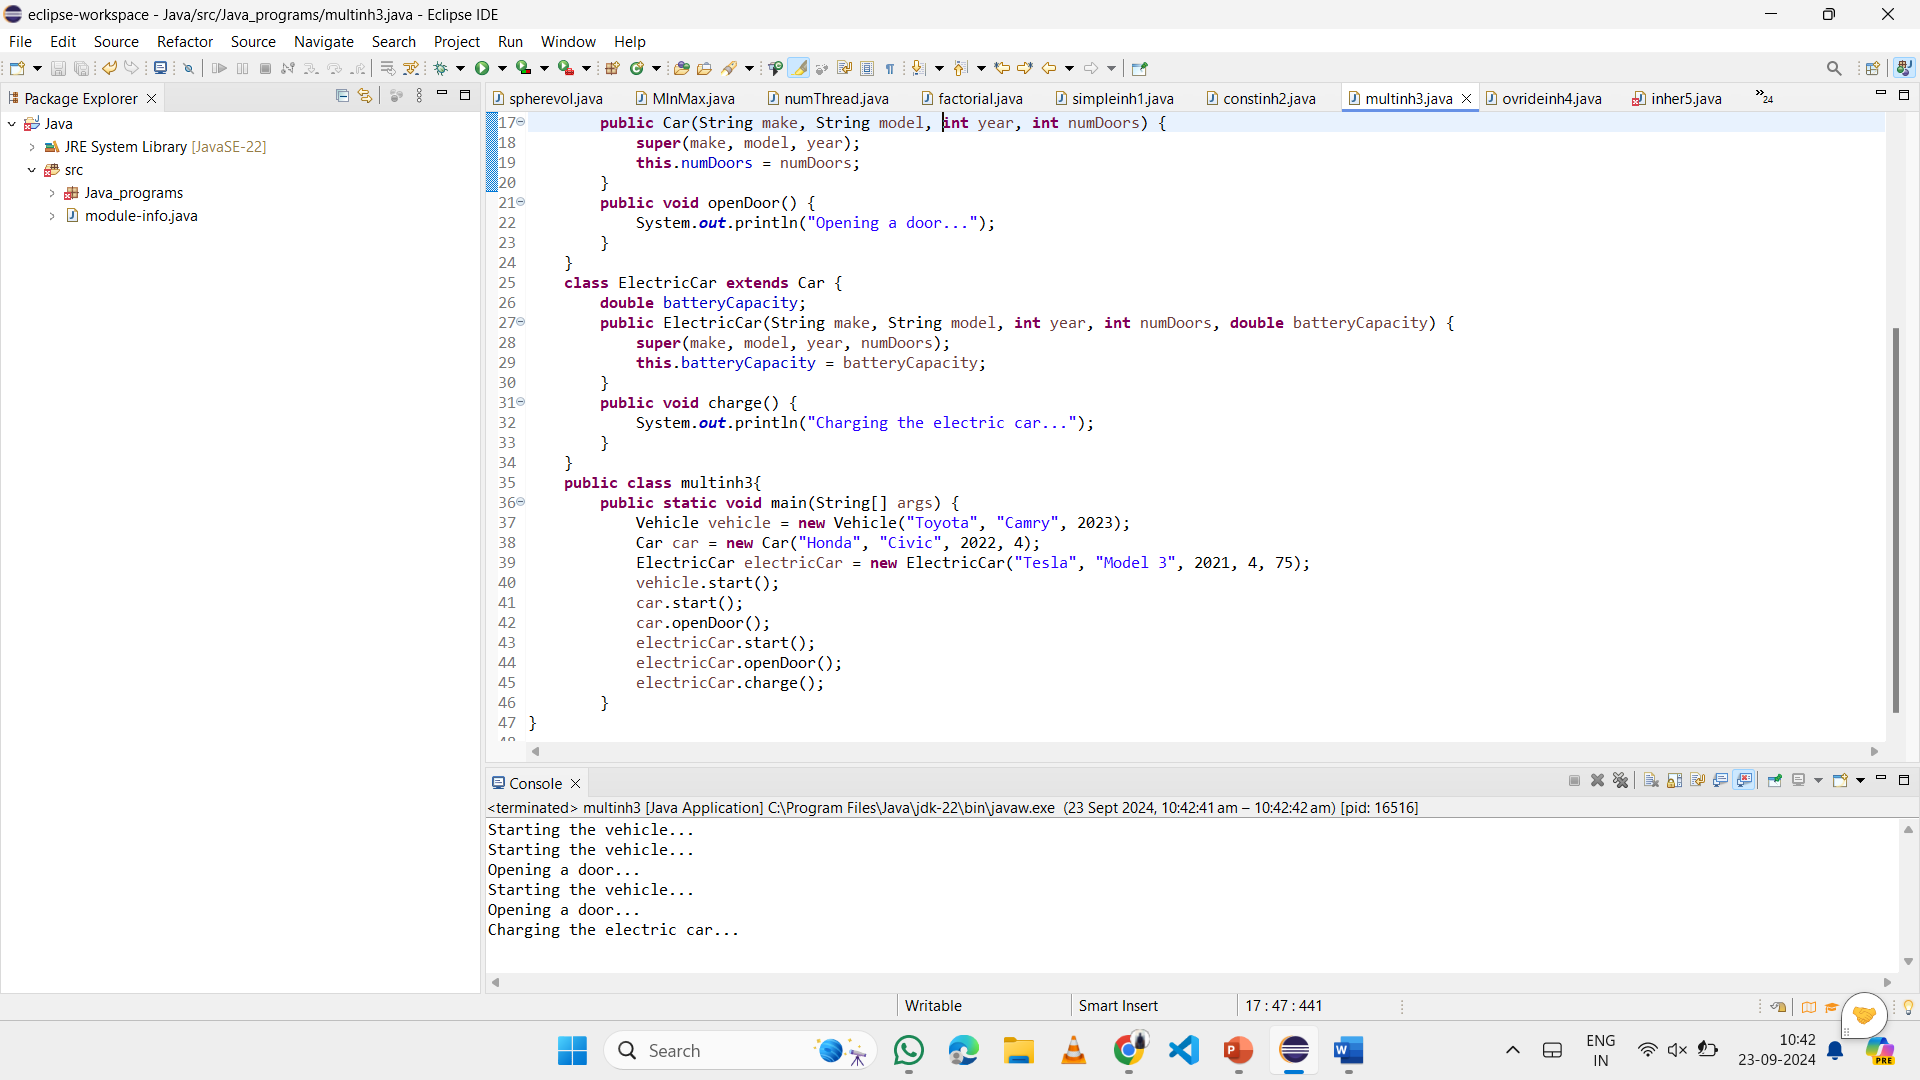 eclipse-workspace - Java/src/Java_programs/multinh3.java - Eclipse IDE
File Edit Source Refactor Source Navigate Search Project Run Window Help
Package Explorer
spherevol.java MInMax.java numThread.java factorial.java simpleinh1.java constinh2.java multinh3.java ovrideinh4.java inher5.java »24
Java
JRE System Library [JavaSE-22]
src
Java_programs
module-info.java
17 public Car(String make, String model, int year, int numDoors) {
18 super(make, model, year);
19 this.numDoors = numDoors;
20 }
21 public void openDoor() {
22 System.out.println("Opening a door...");
23 }
24 }
25 class ElectricCar extends Car {
26 double batteryCapacity;
27 public ElectricCar(String make, String model, int year, int numDoors, double batteryCapacity) {
28 super(make, model, year, numDoors);
29 this.batteryCapacity = batteryCapacity;
30 }
31 public void charge() {
32 System.out.println("Charging the electric car...");
33 }
34 }
35 public class multinh3{
36 public static void main(String[] args) {
37 Vehicle vehicle = new Vehicle("Toyota", "Camry", 2023);
38 Car car = new Car("Honda", "Civic", 2022, 4);
39 ElectricCar electricCar = new ElectricCar("Tesla", "Model 3", 2021, 4, 75);
40 vehicle.start();
41 car.start();
42 car.openDoor();
43 electricCar.start();
44 electricCar.openDoor();
45 electricCar.charge();
46 }
47 }
Console
<terminated> multinh3 [Java Application] C:\Program Files\Java\jdk-22\bin\javaw.exe (23 Sept 2024, 10:42:41 am – 10:42:42 am) [pid: 16516]
Starting the vehicle...
Starting the vehicle...
Opening a door...
Starting the vehicle...
Opening a door...
Charging the electric car...
Writable Smart Insert 17 : 47 : 441
Search
ENG
IN
10:42
23-09-2024
PRE